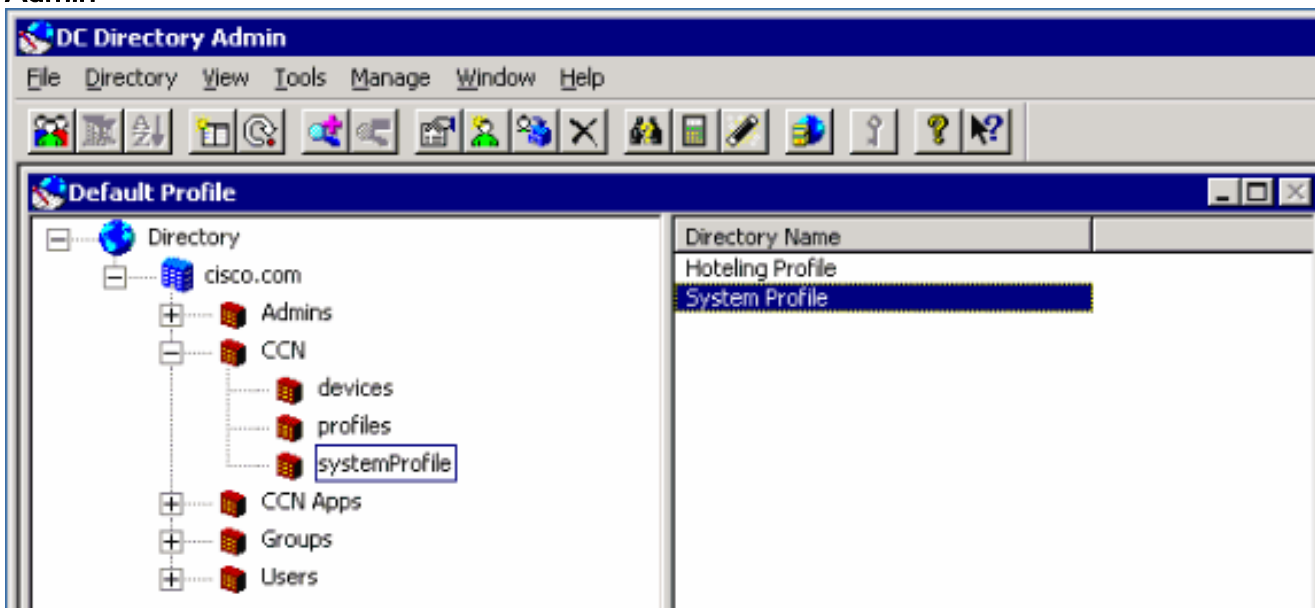 Admin
DC Directory Admin
File Directory View Tools Manage Window Help
Default Profile
Directory
cisco.com
Admins
CCN
devices
profiles
systemProfile
CCN Apps
Groups
Users
Directory Name
Hoteling Profile
System Profile